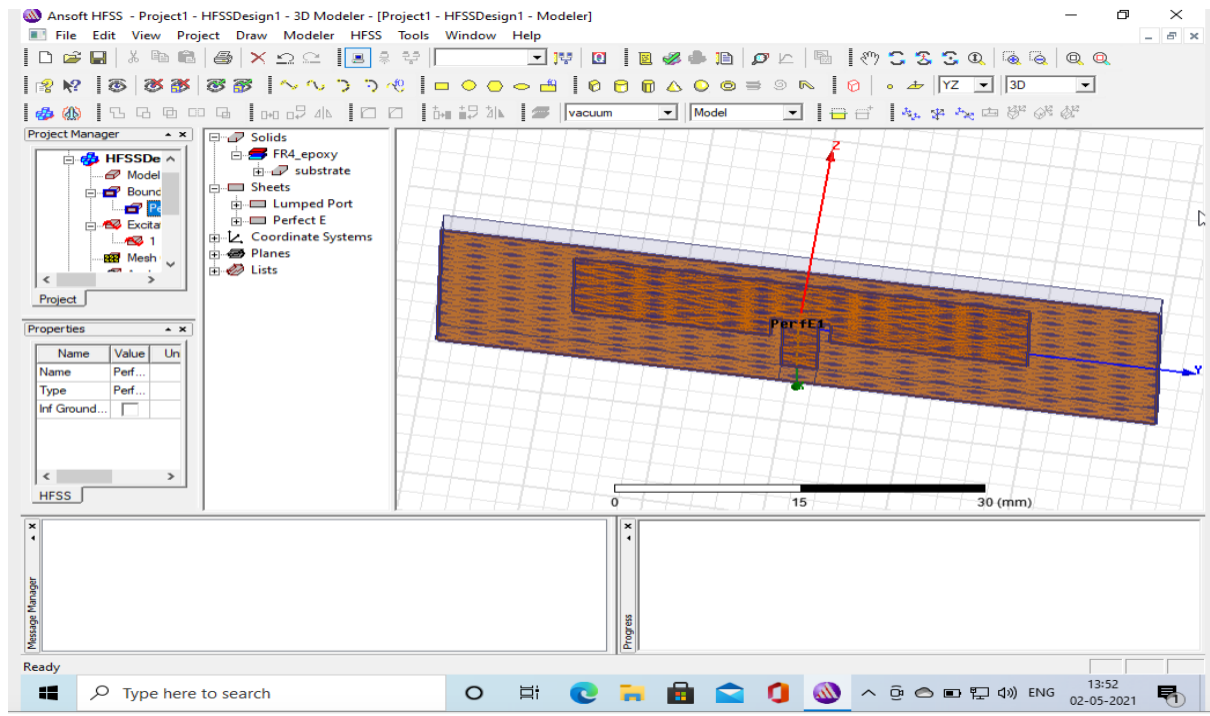 Ansoft HFSS - Project1 - HFSSDesign1 - 3D Modeler - [Project1 - HFSSDesign1 - Modeler]
File Edit View Project Draw Modeler HFSS Tools Window Help
YZ 3D
vacuum Model
Project Manager
HFSSDe
Model
Bound
Pe
Excita
1
Mesh
Project
Properties
Name Value Un
Name Perf...
Type Perf...
Inf Ground...
HFSS
Solids
FR4_epoxy
substrate
Sheets
Lumped Port
Perfect E
Coordinate Systems
Planes
Lists
Z
PerfE1
Y
0 15 30 (mm)
Message Manager
Progress
Ready
Type here to search
ENG
13:52
02-05-2021
1